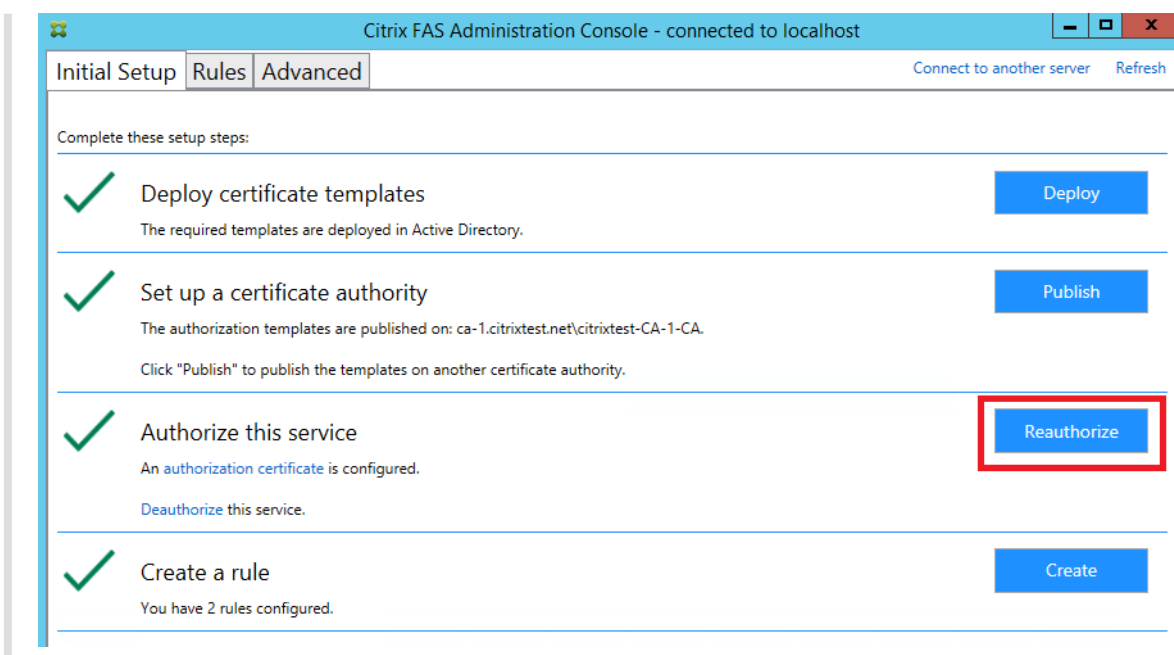 Citrix FAS Administration Console - connected to localhost
Initial Setup Rules Advanced Connect to another server Refresh
Complete these setup steps:
Deploy certificate templates Deploy
The required templates are deployed in Active Directory.
Set up a certificate authority Publish
The authorization templates are published on: ca-1.citrixtest.net\citrixtest-CA-1-CA.
Click "Publish" to publish the templates on another certificate authority.
Authorize this service Reauthorize
An authorization certificate is configured.
Deauthorize this service.
Create a rule Create
You have 2 rules configured.